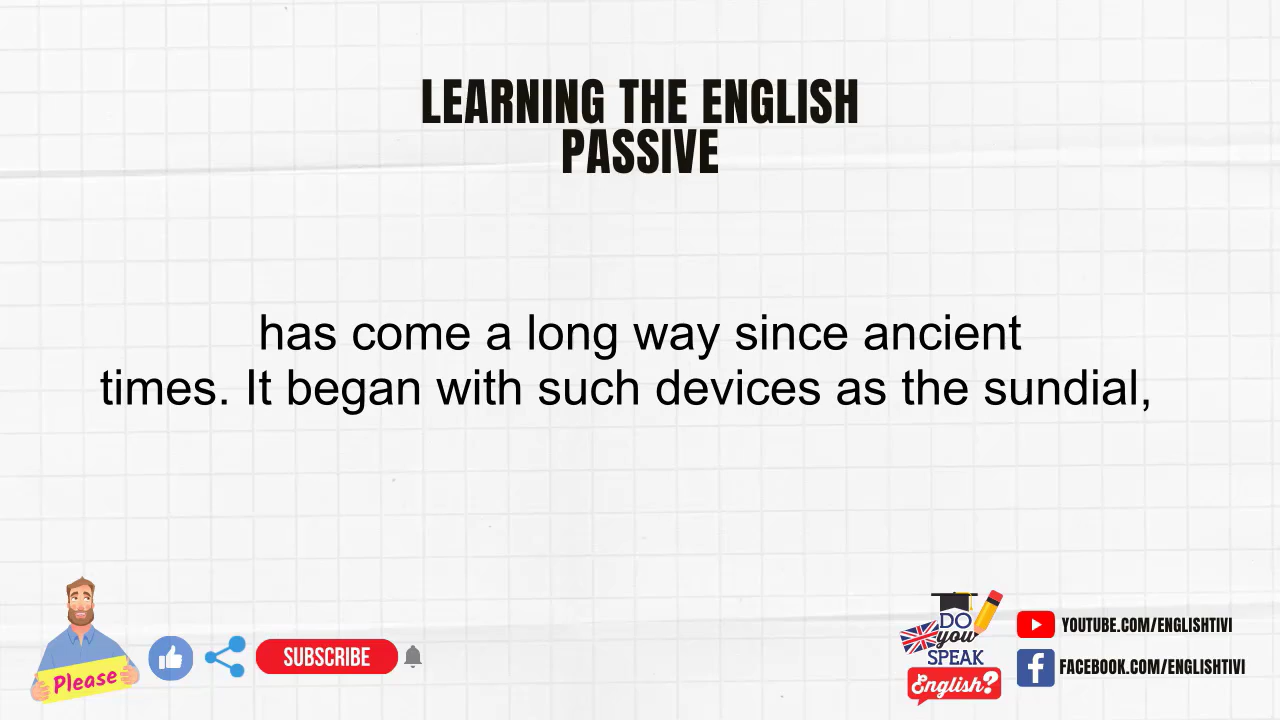 LEARNING THE ENGLISH
PASSIVE
has come a long way since ancient
times. It began with such devices as the sundial,
Please
SUBSCRIBE
DO
you
SPEAK
English?
YOUTUBE.COM/ENGLISHTIVI
FACEBOOK.COM/ENGLISHTIVI